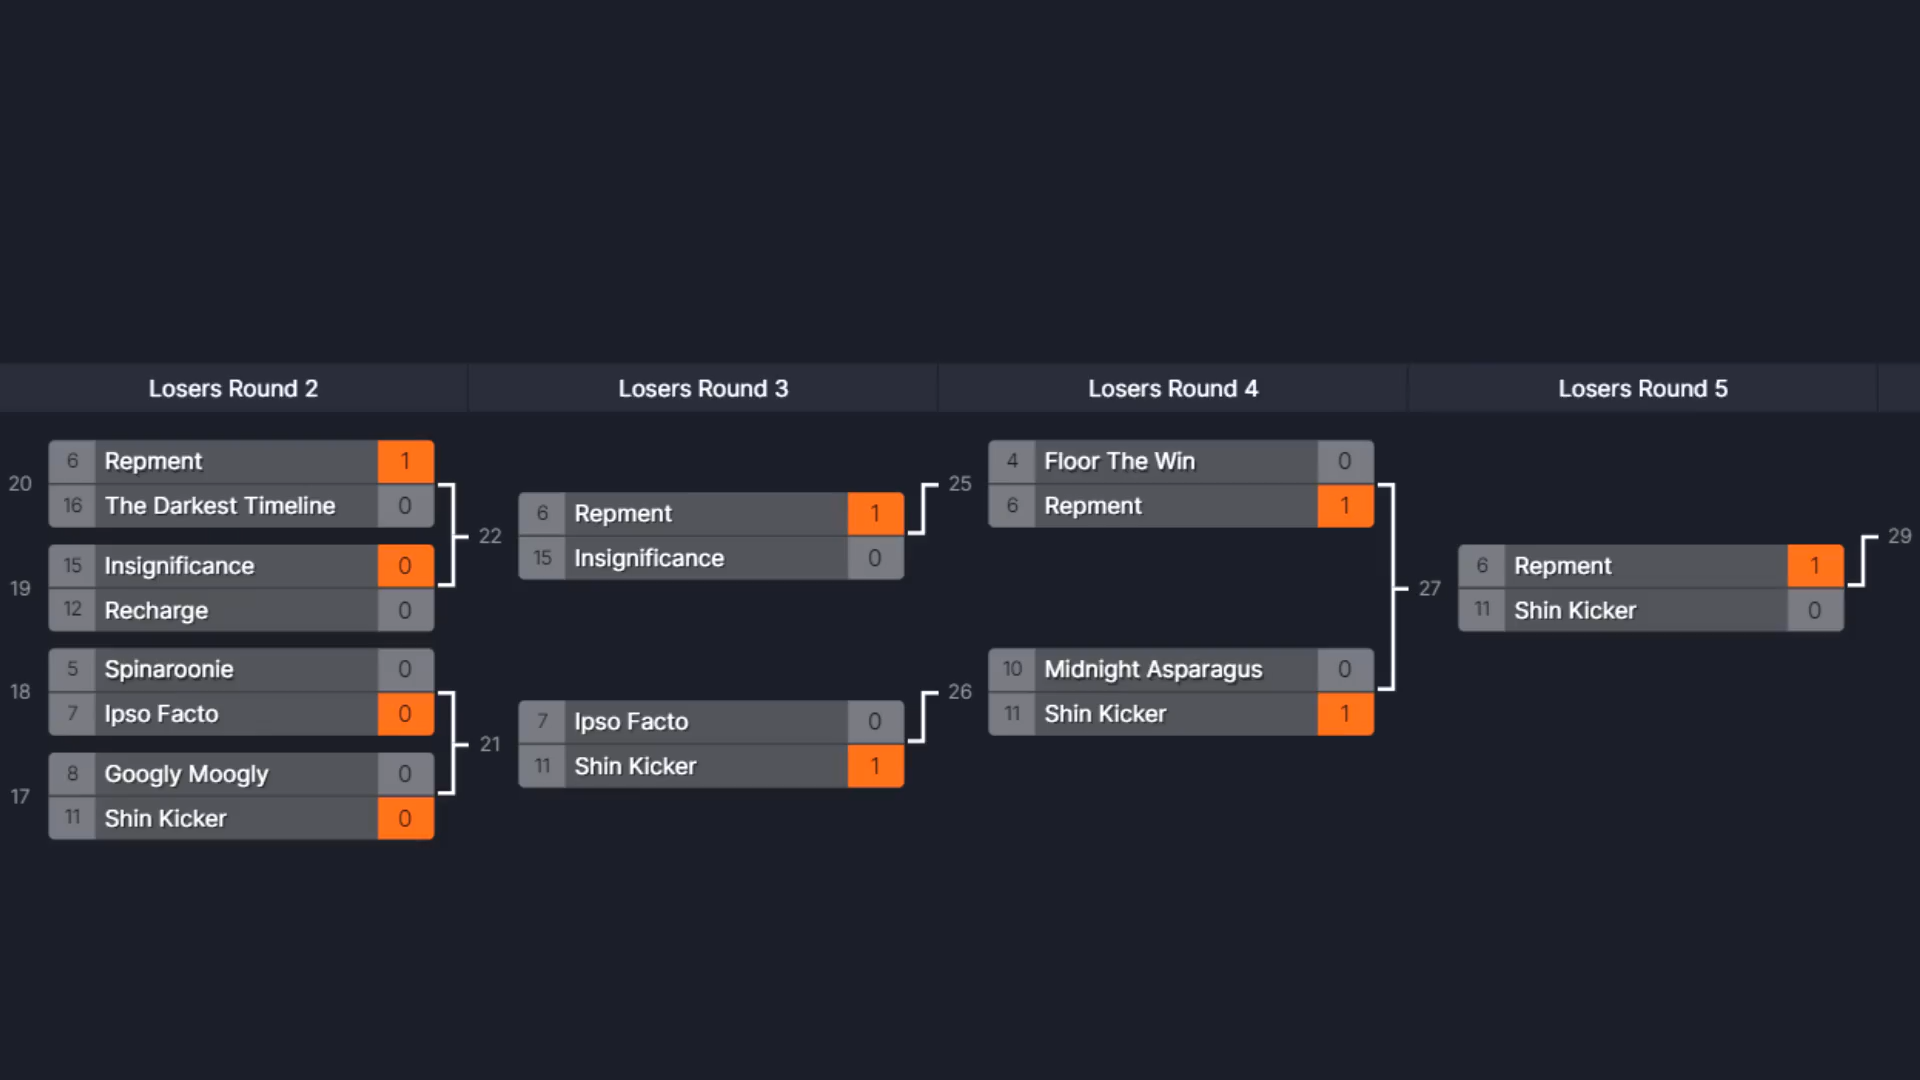 Losers Round 2
Losers Round 3
Losers Round 4
Losers Round 5
20
6 Repment 1
16 The Darkest Timeline 0
19
15 Insignificance 0
12 Recharge 0
18
5 Spinaroonie 0
7 Ipso Facto 0
17
8 Googly Moogly 0
11 Shin Kicker 0
22
6 Repment 1
15 Insignificance 0
21
7 Ipso Facto 0
11 Shin Kicker 1
25
4 Floor The Win 0
6 Repment 1
26
10 Midnight Asparagus 0
11 Shin Kicker 1
27
6 Repment 1
11 Shin Kicker 0
29